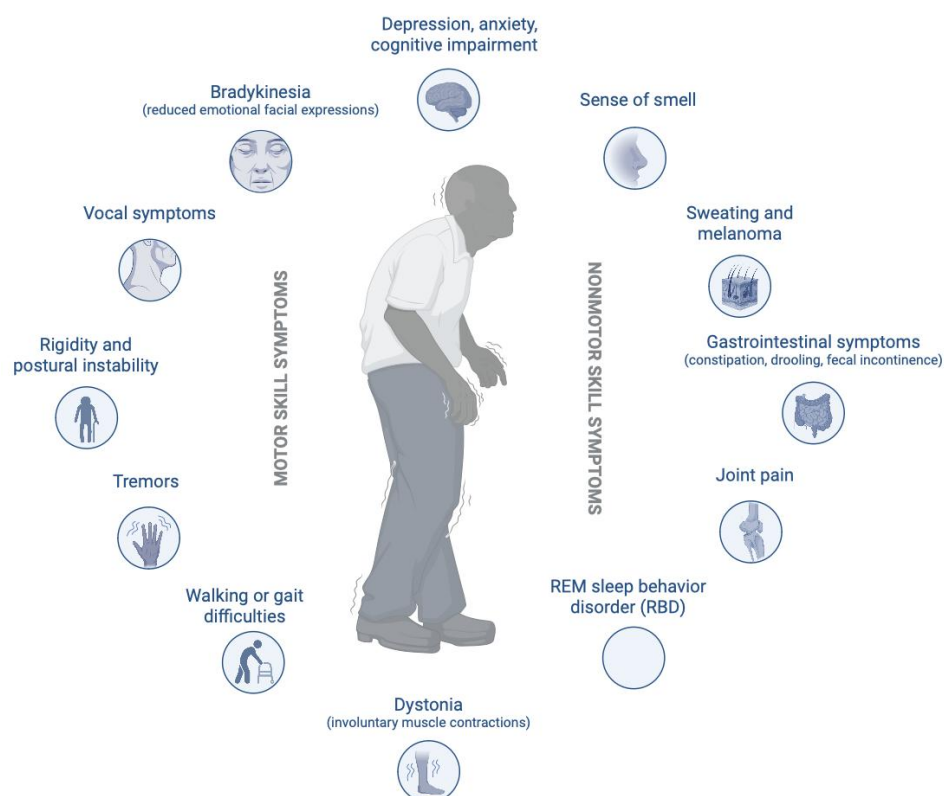 Depression, anxiety,
cognitive impairment
Bradykinesia
(reduced emotional facial expressions)
Sense of smell
Vocal symptoms
Sweating and
melanoma
MOTOR SKILL SYMPTOMS
NONMOTOR SKILL SYMPTOMS
Rigidity and
postural instability
Gastrointestinal symptoms
(constipation, drooling, fecal incontinence)
Tremors
Joint pain
Walking or gait
difficulties
REM sleep behavior
disorder (RBD)
Dystonia
(involuntary muscle contractions)